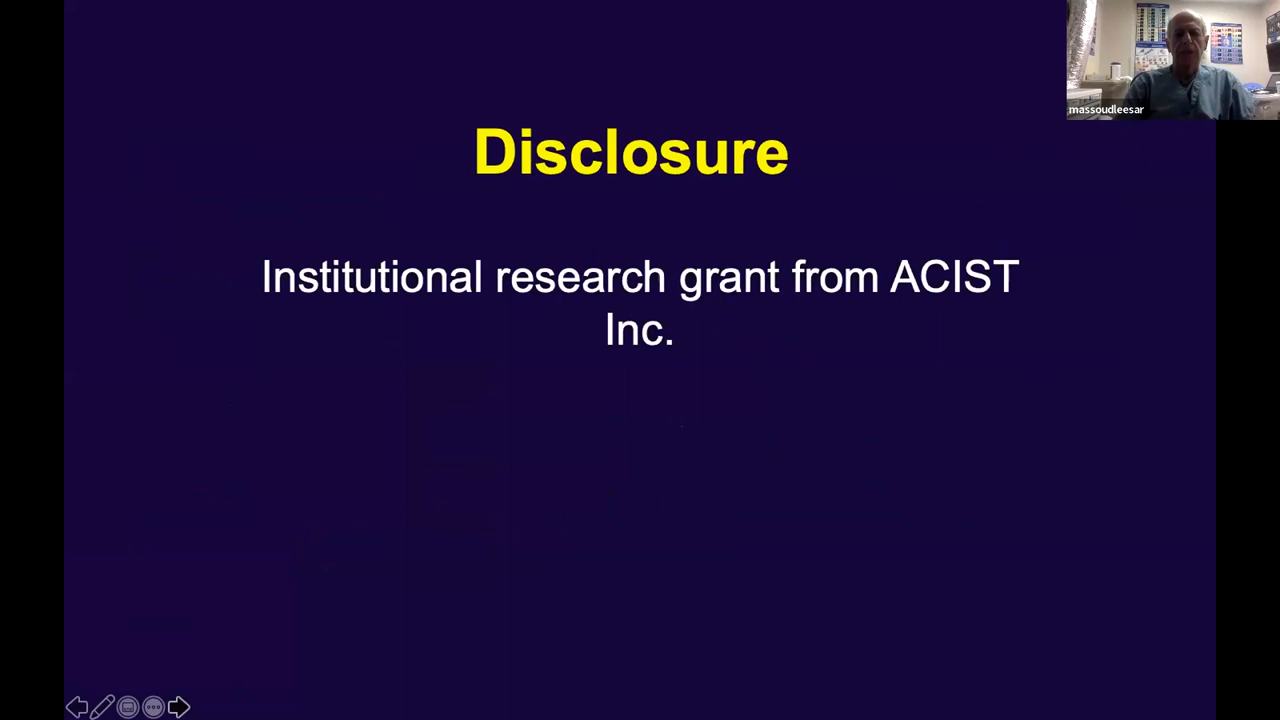 massoudleesar
Disclosure
Institutional research grant from ACIST
Inc.